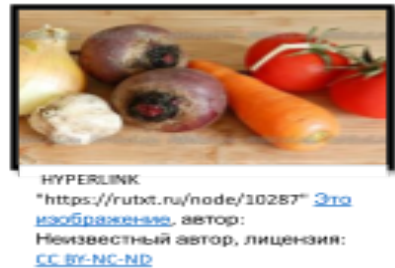 HYPERLINK
"https://rutxt.ru/node/10287" Это
изображение, автор:
Неизвестный автор, лицензия:
CC BY-NC-ND